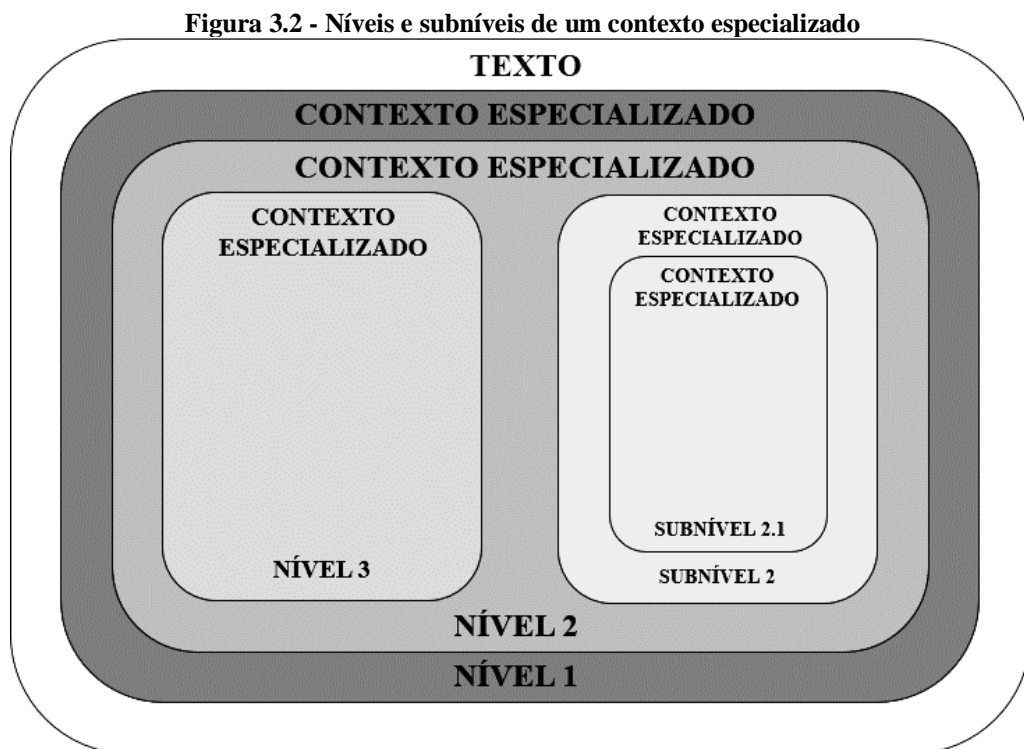 Figura 3.2 - Níveis e subníveis de um contexto especializado
TEXTO
CONTEXTO ESPECIALIZADO
CONTEXTO ESPECIALIZADO
CONTEXTO
ESPECIALIZADO
NÍVEL 3
CONTEXTO
ESPECIALIZADO
CONTEXTO
ESPECIALIZADO
SUBNÍVEL 2.1
SUBNÍVEL 2
NÍVEL 2
NÍVEL 1